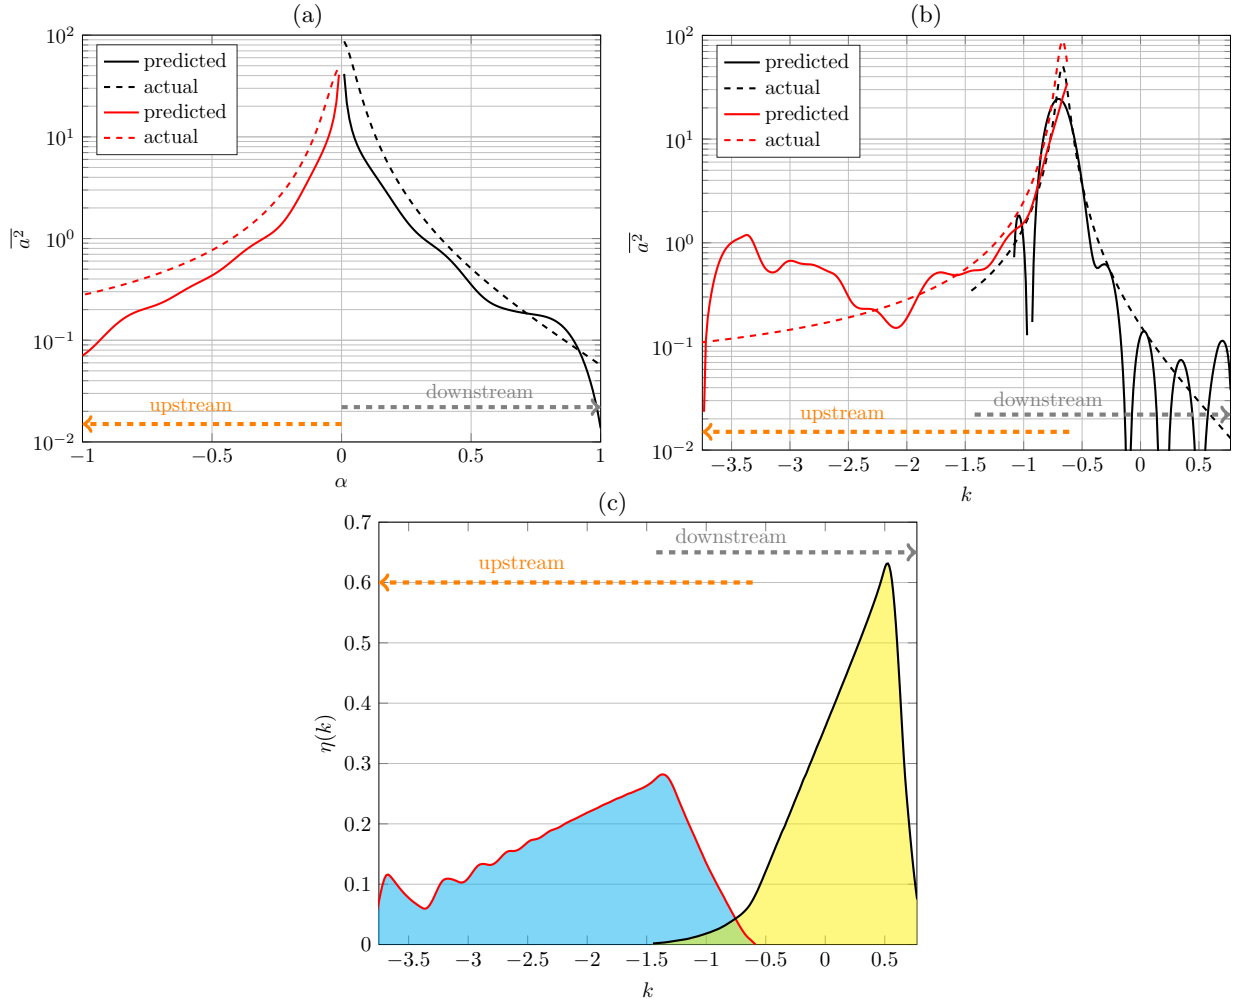 (a)
10^2
10^1
10^0
10^−1
10^−2
\overline{a^2}
predicted
actual
predicted
actual
upstream
downstream
−1
−0.5
0
0.5
1
α
(b)
10^2
10^1
10^0
10^−1
10^−2
\overline{a^2}
predicted
actual
predicted
actual
upstream
downstream
−3.5
−3
−2.5
−2
−1.5
−1
−0.5
0
0.5
k
(c)
0.7
0.6
0.5
0.4
0.3
0.2
0.1
0
η(k)
downstream
upstream
−3.5
−3
−2.5
−2
−1.5
−1
−0.5
0
0.5
k